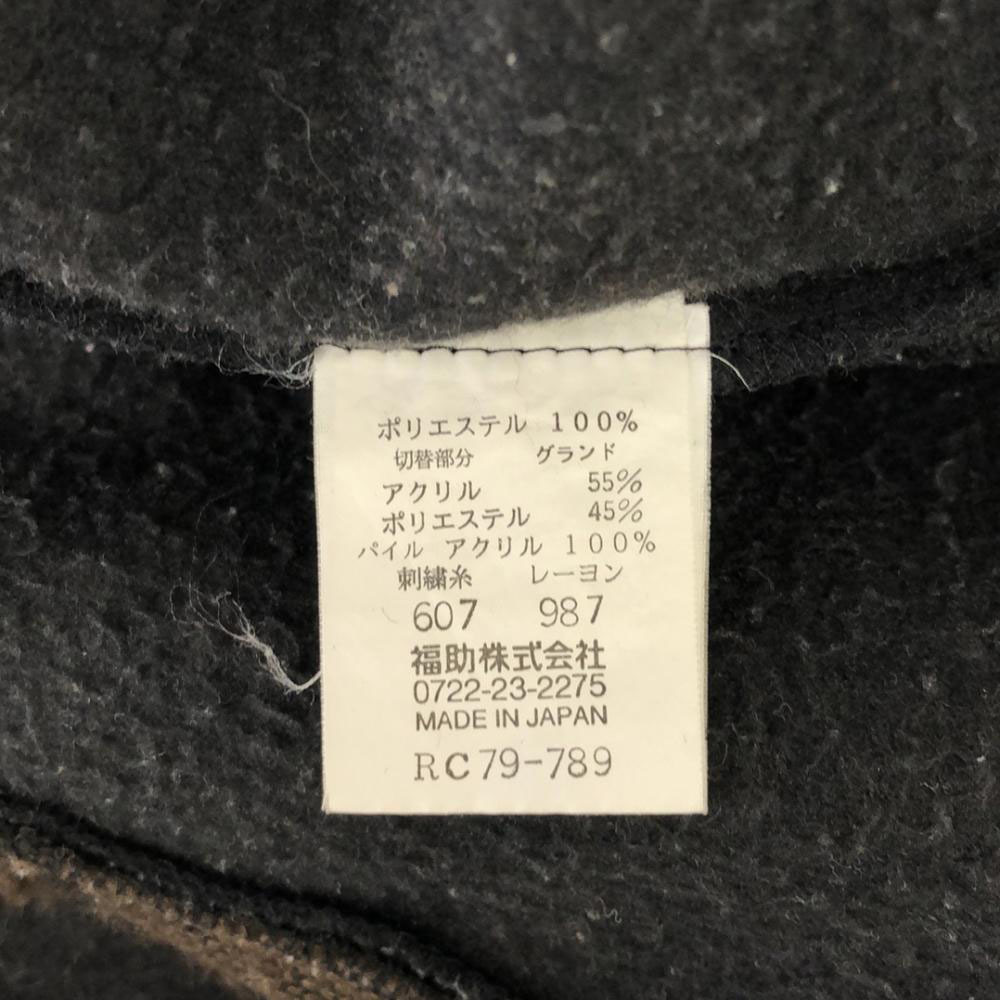 ポリエステル 100%
切替部分 グランド
アクリル 55%
ポリエステル 45%
パイル アクリル 100%
刺繍糸 レーヨン
607 987
福助株式会社
0722-23-2275
MADE IN JAPAN
RC79-789